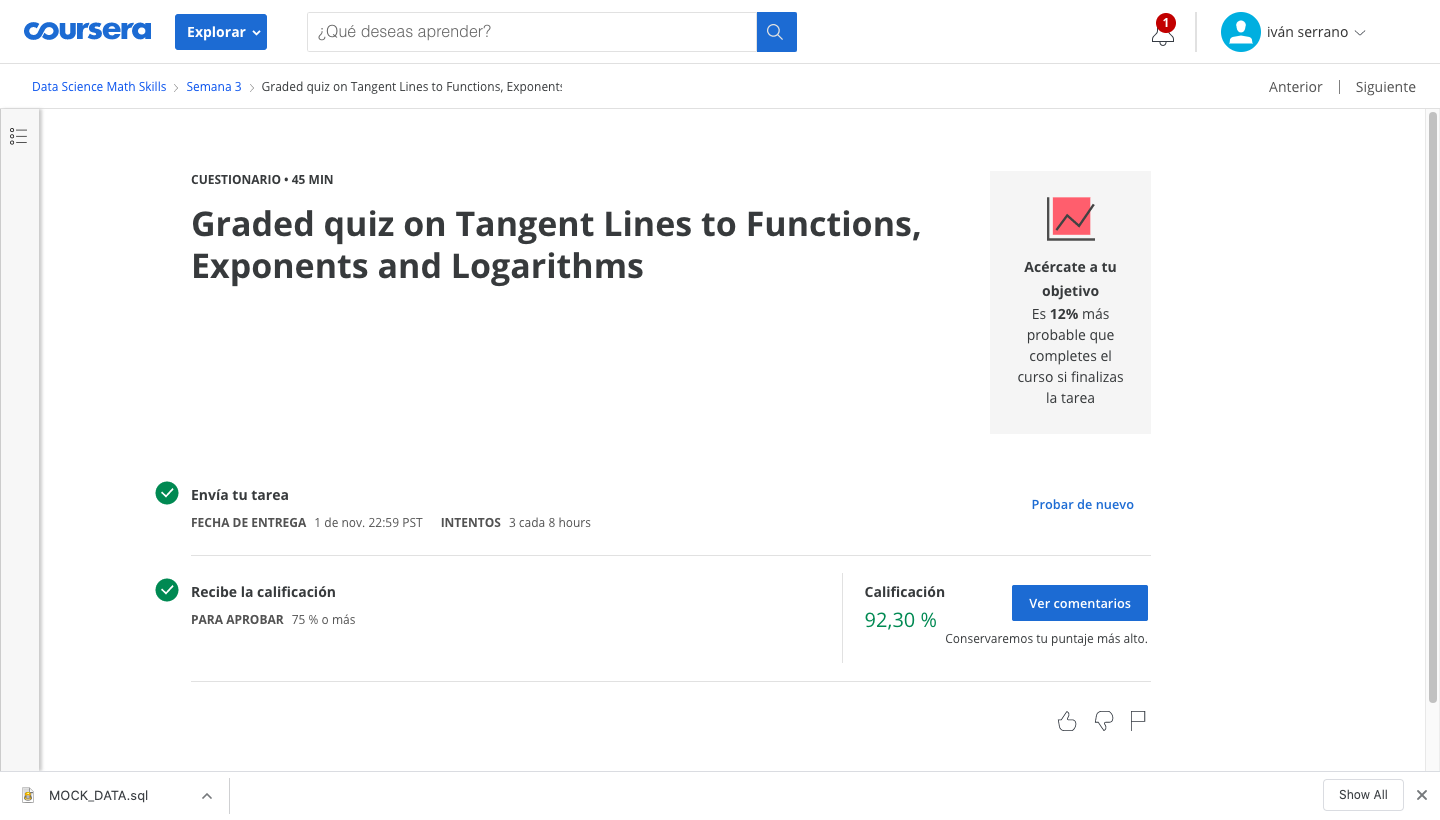 coursera
Explorar
¿Qué deseas aprender?
1
iván serrano
Data Science Math Skills
Semana 3
Graded quiz on Tangent Lines to Functions, Exponents
Anterior
Siguiente
CUESTIONARIO • 45 MIN
Graded quiz on Tangent Lines to Functions,
Exponents and Logarithms
Acércate a tu
objetivo
Es 12% más
probable que
completes el
curso si finalizas
la tarea
Envía tu tarea
FECHA DE ENTREGA 1 de nov. 22:59 PST INTENTOS 3 cada 8 hours
Probar de nuevo
Recibe la calificación
PARA APROBAR 75 % o más
Calificación
92,30 %
Ver comentarios
Conservaremos tu puntaje más alto.
MOCK_DATA.sql
Show All